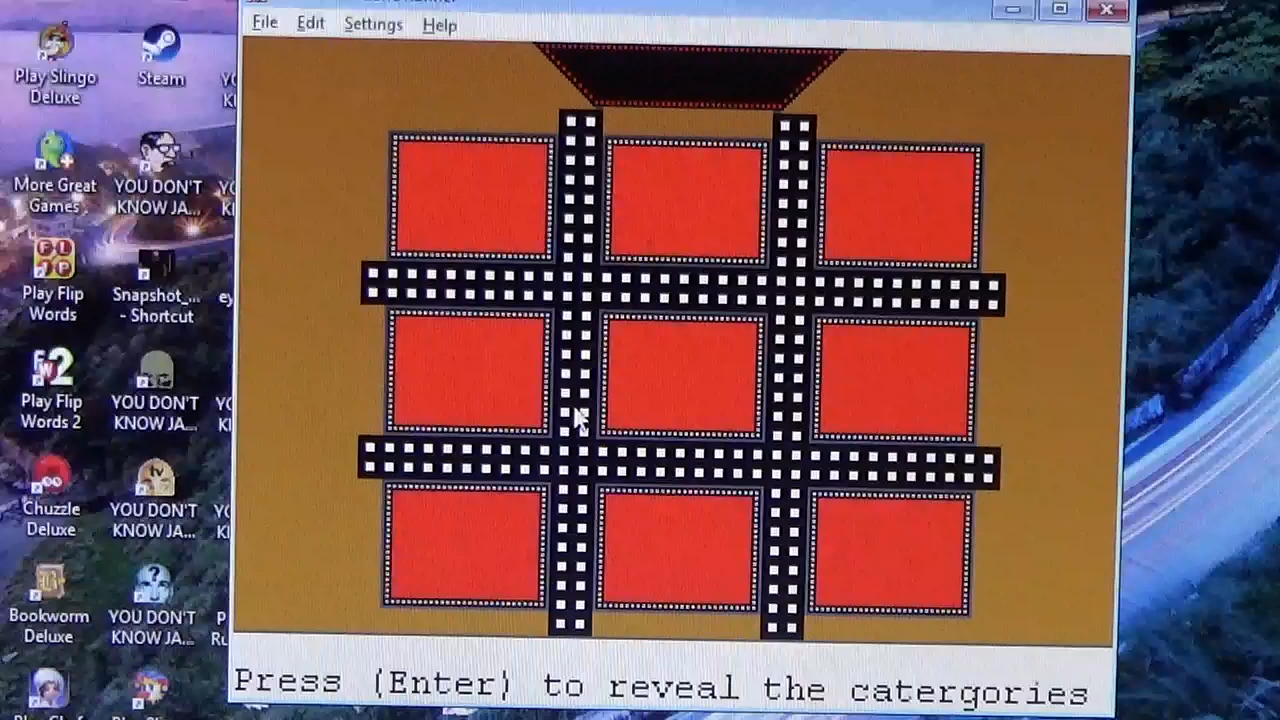 File Edit Settings Help
Play Slingo
Deluxe
Steam
More Great
Games
YOU DON'T
KNOW JA...
Play Flip
Words
Snapshot_...
- Shortcut
Play Flip
Words 2
YOU DON'T
KNOW JA...
Chuzzle
Deluxe
YOU DON'T
KNOW JA...
Bookworm
Deluxe
YOU DON'T
KNOW JA...
Press (Enter) to reveal the catergories